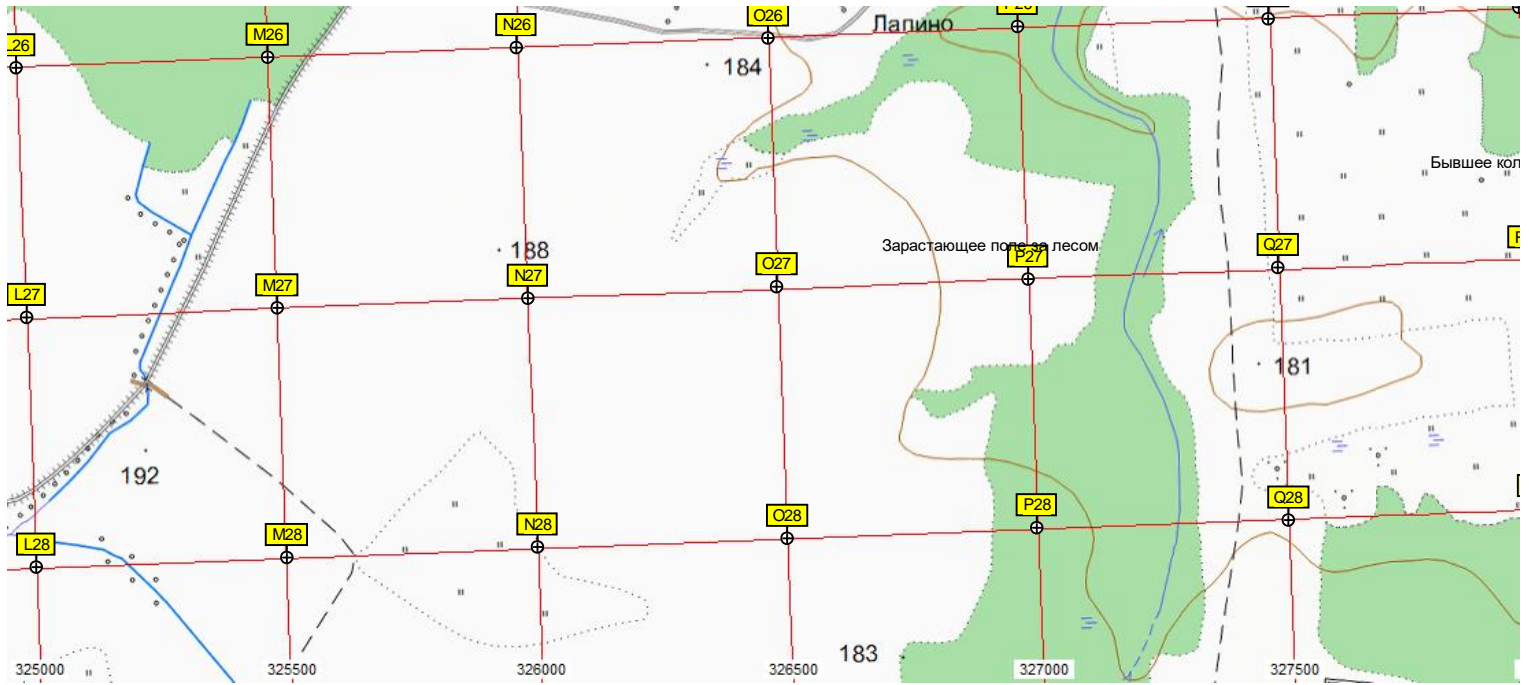 L26
M26
N26
O26
P26
Лапино
184
Бывшее кол
188
Зарастающее поле за лесом
L27
M27
N27
O27
P27
Q27
181
192
L28
M28
N28
O28
P28
Q28
183
325000
325500
326000
326500
327000
327500